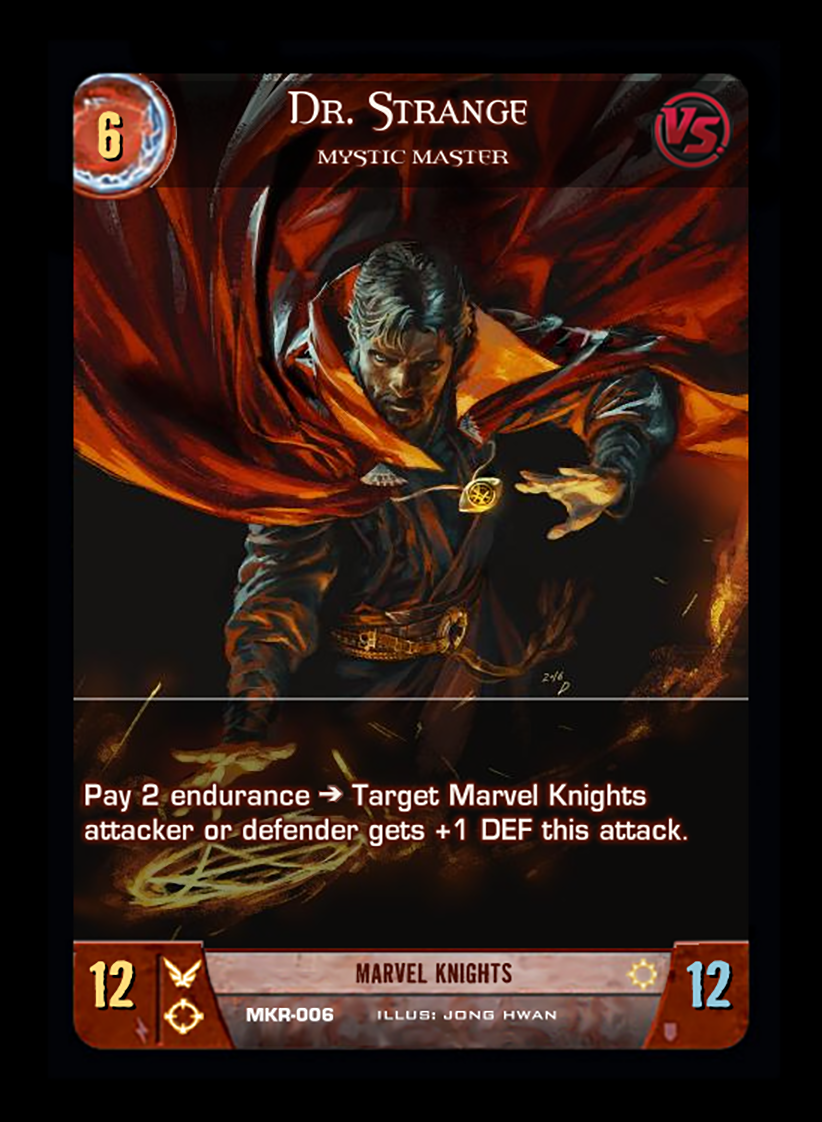 6
DR. STRANGE
VS.
MYSTIC MASTER
2016
D
Pay 2 endurance → Target Marvel Knights
attacker or defender gets +1 DEF this attack.
12
MARVEL KNIGHTS
12
MKR-006 ILLUS: JONG HWAN